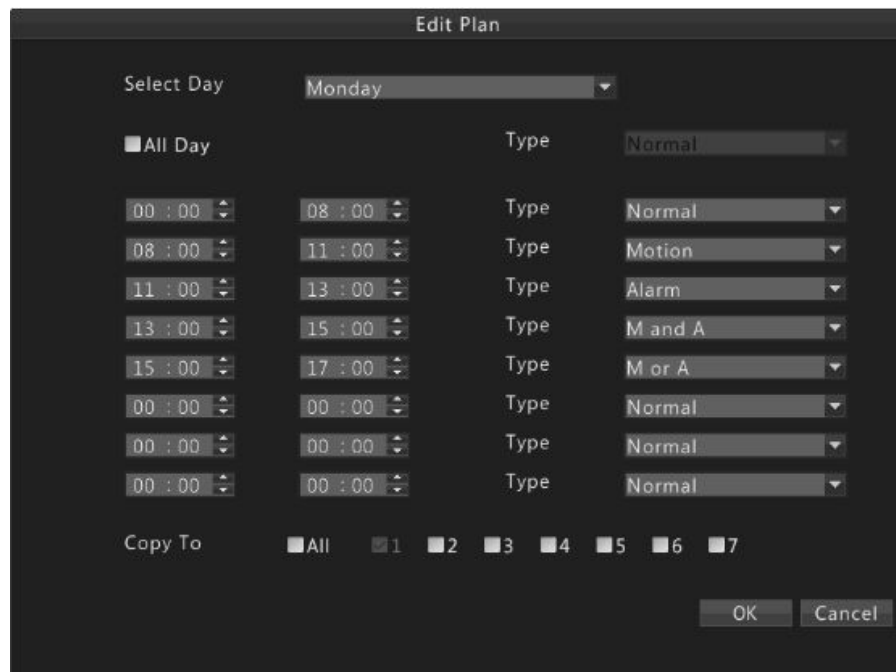 Edit Plan
Select Day Monday
All Day Type Normal
00 : 00 08 : 00 Type Normal
08 : 00 11 : 00 Type Motion
11 : 00 13 : 00 Type Alarm
13 : 00 15 : 00 Type M and A
15 : 00 17 : 00 Type M or A
00 : 00 00 : 00 Type Normal
00 : 00 00 : 00 Type Normal
00 : 00 00 : 00 Type Normal
Copy To All 1 2 3 4 5 6 7
OK Cancel